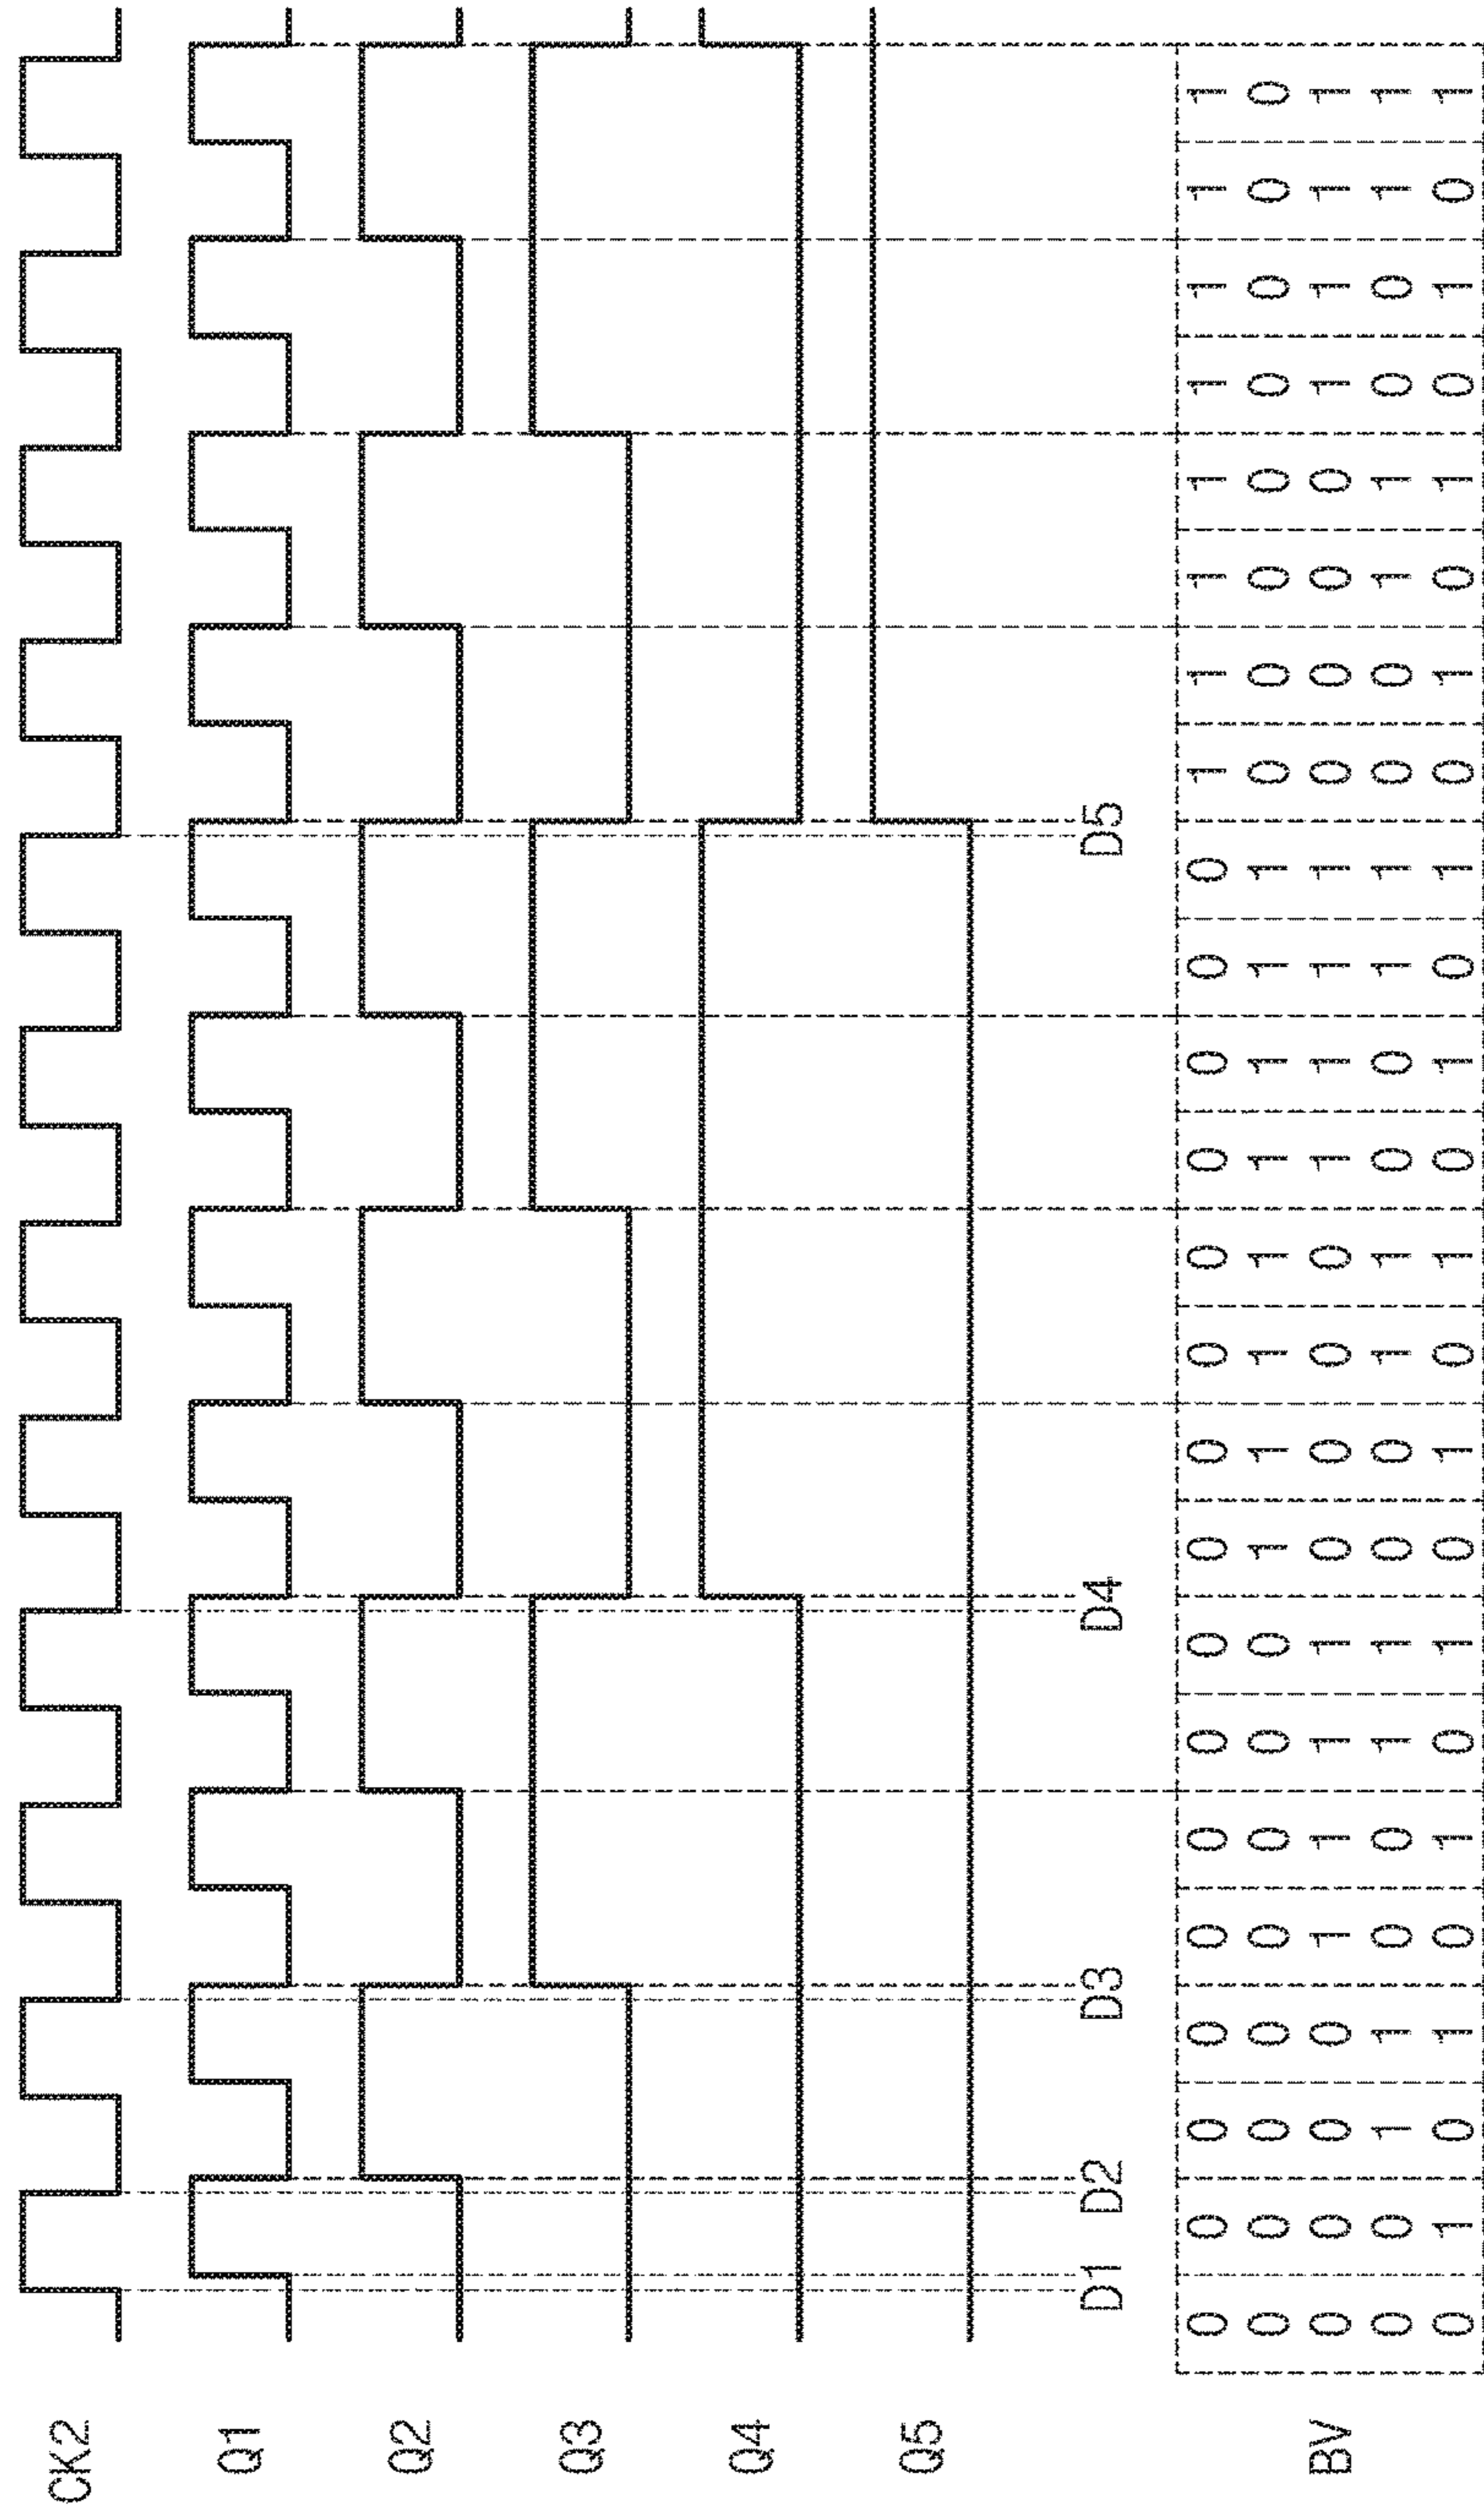 CK2
Q1
Q2
Q3
Q4
Q5
D1 D2 D3 D4 D5
0 0 0 0 0 0 0 0 0 0 0 0 0 0 0 0 1 1 1 1 1 1 1 1
0 0 0 0 0 0 0 0 1 1 1 1 1 1 1 1 0 0 0 0 0 0 0 0
BV 0 0 0 0 1 1 1 1 0 0 0 0 1 1 1 1 0 0 0 0 1 1 1 1
0 0 1 1 0 0 1 1 0 0 1 1 0 0 1 1 0 0 1 1 0 0 1 1
0 1 0 1 0 1 0 1 0 1 0 1 0 1 0 1 0 1 0 1 0 1 0 1